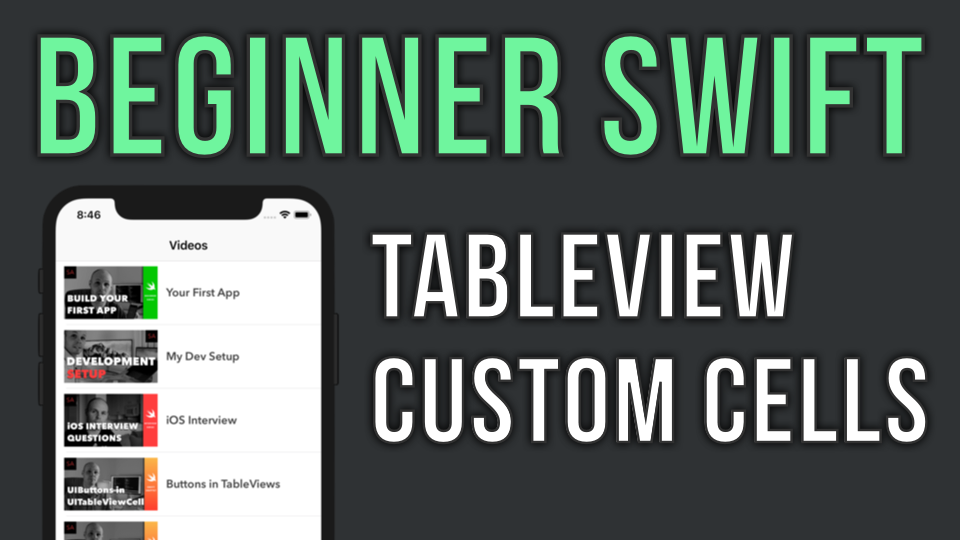 BEGINNER SWIFT
TABLEVIEW
CUSTOM CELLS
8:46
Videos
BUILD YOUR
FIRST APP
Your First App
DEVELOPMENT
SETUP
My Dev Setup
iOS INTERVIEW
QUESTIONS
iOS Interview
UIButtons in
UITableViewCell
Buttons in TableViews